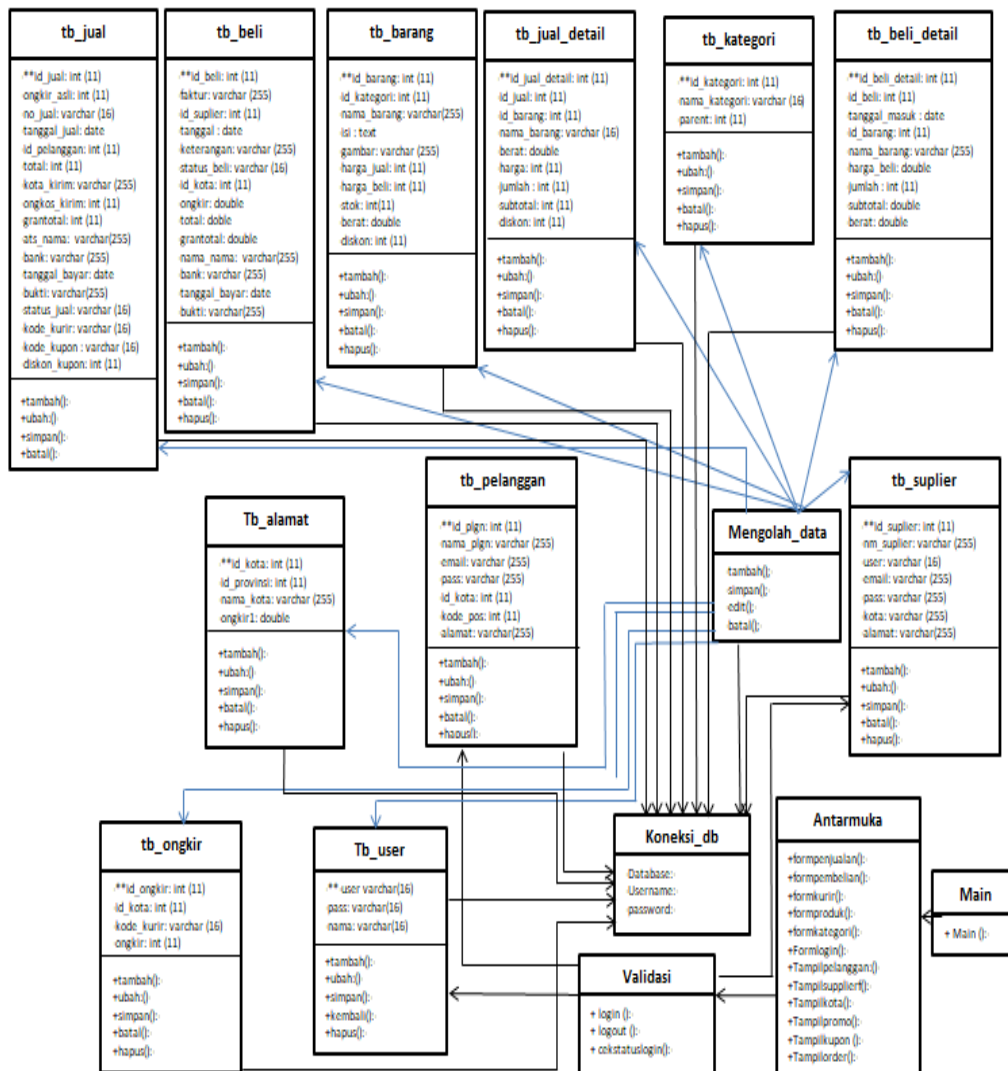 tb_jual
**id_jual: int (11)
ongkir_asli: int (11)
no_jual: varchar (16)
tanggal_jual: date
id_pelanggan: int (11)
total: int (11)
kota_kirim: varchar (255)
ongkos_kirim: int (11)
grantotal: int (11)
ats_nama: varchar(255)
bank: varchar (255)
tanggal_bayar: date
bukti: varchar(255)
status_jual: varchar (16)
kode_kurir: varchar (16)
kode_kupon : varchar (16)
diskon_kupon: int (11)
+tambah():
+ubah:()
+simpan():
+batal():
tb_beli
**id_beli: int (11)
faktur: varchar (255)
id_suplier: int (11)
tanggal : date
keterangan: varchar (255)
status_beli: varchar (16)
id_kota: int (11)
ongkir: double
total: doble
grantotal: double
nama_nama: varchar (255)
bank: varchar (255)
tanggal_bayar: date
bukti: varchar(255)
+tambah():
+ubah:()
+simpan():
+batal():
+hapus():
tb_barang
**id_barang: int (11)
id_kategori: int (11)
nama_barang: varchar(255)
isi : text
gambar: varchar (255)
harga_jual: int (11)
harga_beli: int (11)
stok: int(11)
berat: double
diskon: int (11)
+tambah():
+ubah:()
+simpan():
+batal():
+hapus():
tb_jual_detail
**id_jual_detail: int (11)
id_jual: int (11)
id_barang: int (11)
nama_barang: varchar (16)
berat: double
harga: int (11)
jumlah : int (11)
subtotal: int (11)
diskon: int (11)
+tambah():
+ubah:()
+simpan():
+batal():
+hapus():
tb_kategori
**id_kategori: int (11)
nama_kategori: varchar (16)
parent: int (11)
+tambah():
+ubah:()
+simpan():
+batal():
+hapus():
tb_beli_detail
**id_beli_detail: int (11)
id_beli: int (11)
tanggal_masuk : date
id_barang: int (11)
nama_barang: varchar (255)
harga_beli: double
jumlah : int (11)
subtotal: double
berat: double
+tambah():
+ubah:()
+simpan():
+batal():
+hapus():
Tb_alamat
**id_kota: int (11)
id_provinsi: int (11)
nama_kota: varchar (255)
ongkir1: double
+tambah():
+ubah:()
+simpan():
+batal():
+hapus():
tb_pelanggan
**id_plgn: int (11)
nama_plgn: varchar (255)
email: varchar (255)
pass: varchar (255)
id_kota: int (11)
kode_pos: int (11)
alamat: varchar(255)
+tambah():
+ubah:()
+simpan():
+batal():
+hapus():
Mengolah_data
tambah();
simpan();
edit();
batal();
tb_suplier
**id_suplier: int (11)
nm_suplier: varchar (255)
user: varchar (16)
email: varchar (255)
pass: varchar (255)
kota: varchar (255)
alamat: varchar(255)
+tambah():
+ubah:()
+simpan():
+batal():
+hapus():
tb_ongkir
**id_ongkir: int (11)
id_kota: int (11)
kode_kurir: varchar (16)
ongkir: int (11)
+tambah():
+ubah:()
+simpan():
+batal():
+hapus():
Tb_user
** user varchar(16)
pass: varchar(16)
nama: varchar(16)
+tambah():
+ubah:()
+simpan():
+kembali():
+hapus():
Koneksi_db
Database:
Username:
password:
Validasi
+ login ():
+ logout ():
+ cekstatuslogin():
Antarmuka
+formpenjualan():
+formpembelian():
+formkurir():
+formproduk():
+formkategori():
+Formlogin():
+Tampilpelanggan:()
+Tampilsupplierf():
+Tampilkota():
+Tampilpromo():
+Tampilkupon ():
+Tampilorder():
Main
+ Main ():